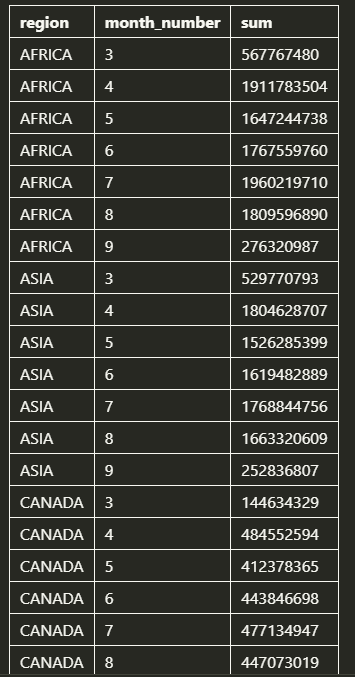 region month_number sum
AFRICA 3 567767480
AFRICA 4 1911783504
AFRICA 5 1647244738
AFRICA 6 1767559760
AFRICA 7 1960219710
AFRICA 8 1809596890
AFRICA 9 276320987
ASIA 3 529770793
ASIA 4 1804628707
ASIA 5 1526285399
ASIA 6 1619482889
ASIA 7 1768844756
ASIA 8 1663320609
ASIA 9 252836807
CANADA 3 144634329
CANADA 4 484552594
CANADA 5 412378365
CANADA 6 443846698
CANADA 7 477134947
CANADA 8 447073019